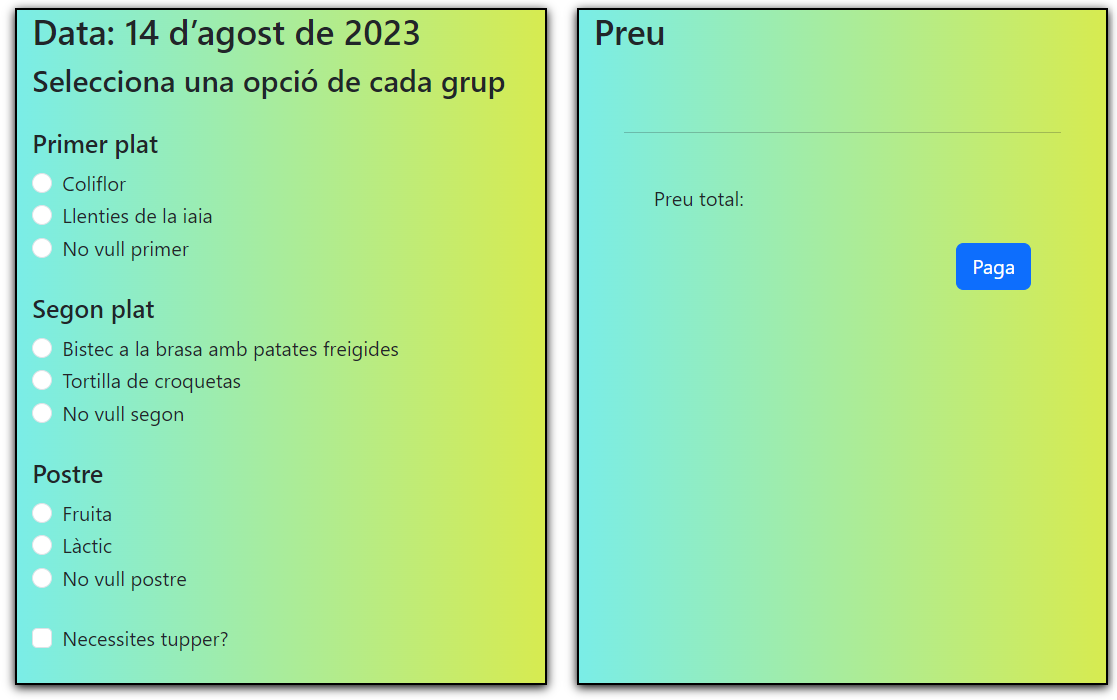 Data: 14 d’agost de 2023
Selecciona una opció de cada grup
Primer plat
Coliflor
Llenties de la iaia
No vull primer
Segon plat
Bistec a la brasa amb patates freigides
Tortilla de croquetas
No vull segon
Postre
Fruita
Làctic
No vull postre
Necessites tupper?
Preu
Preu total:
Paga